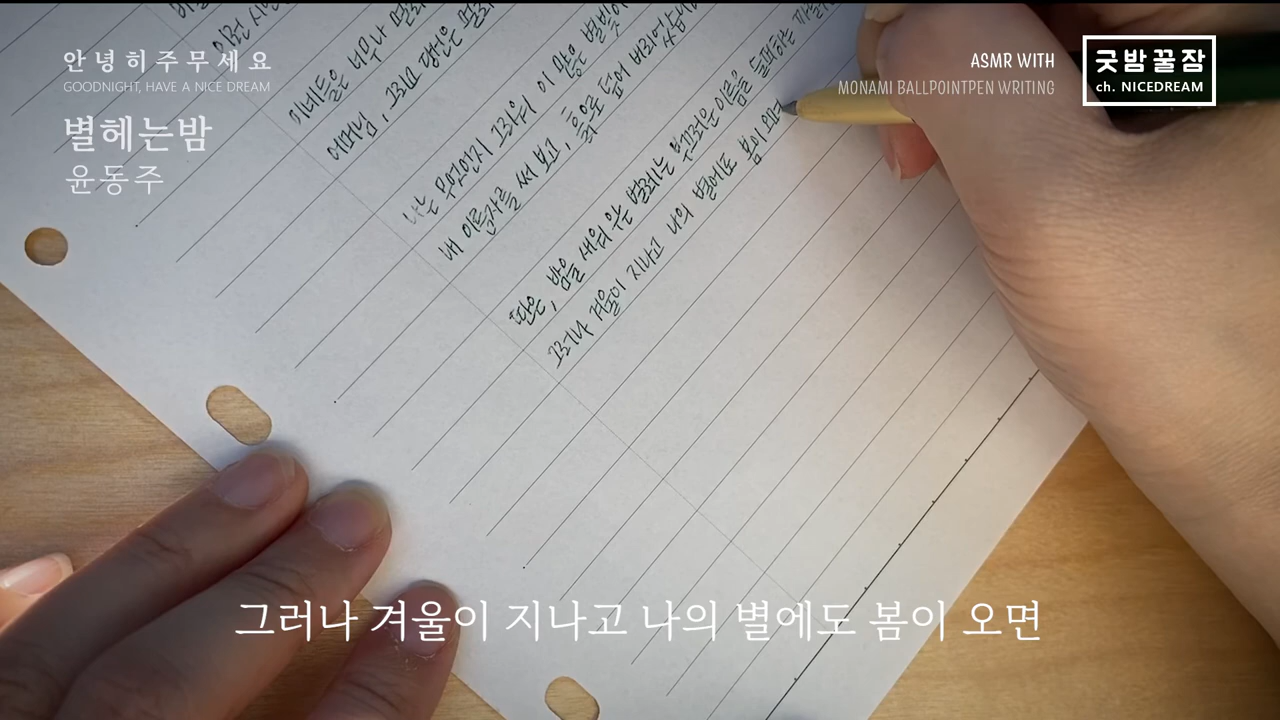 안녕히주무세요
GOODNIGHT, HAVE A NICE DREAM
별헤는밤
윤동주
ASMR WITH
MONAMI BALLPOINTPEN WRITING
굿밤꿀잠
ch. NICEDREAM
이네들은 너무나 멀리
어머님, 그리고 당신은 멀리
나는 무엇인지 그리워 이 많은 별빛이
내 이름자를 써 보고, 흙으로 덮어 버리었습니
딴은, 밤을 새워 우는 벌레는 부끄러운 이름을 슬퍼하는 까닭
그러나 겨울이 지나고 나의 별에도 봄이 오면
그러나 겨울이 지나고 나의 별에도 봄이 오면